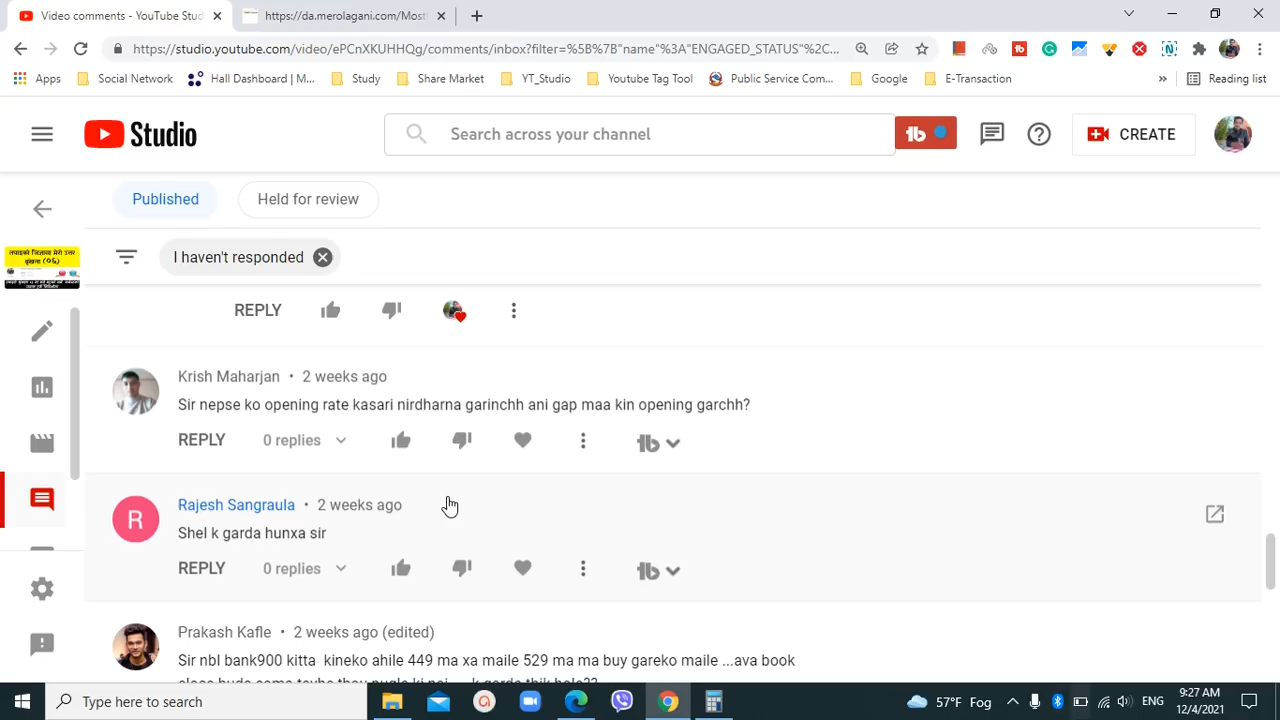 Video comments - YouTube Stud
https://da.merolagani.com/Most
https://studio.youtube.com/video/ePCnXKUHHQg/comments/inbox?filter=%5B%7B"name"%3A"ENGAGED_STATUS"%2C...
Apps
Social Network
Hall Dashboard | M...
Study
Share Market
YT_Studio
Youtube Tag Tool
Public Service Com...
Google
E-Transaction
»
Reading list
Studio
Search across your channel
CREATE
Published
Held for review
तपाइको जिज्ञासा मेरो उत्तर
I haven't responded
REPLY
Krish Maharjan • 2 weeks ago
Sir nepse ko opening rate kasari nirdharna garinchh ani gap maa kin opening garchh?
REPLY 0 replies
R
Rajesh Sangraula • 2 weeks ago
Shel k garda hunxa sir
REPLY 0 replies
Prakash Kafle • 2 weeks ago (edited)
Sir nbl bank900 kitta kineko ahile 449 ma xa maile 529 ma ma buy gareko maile ...ava book
Type here to search
57°F Fog
ENG
9:27 AM
12/4/2021